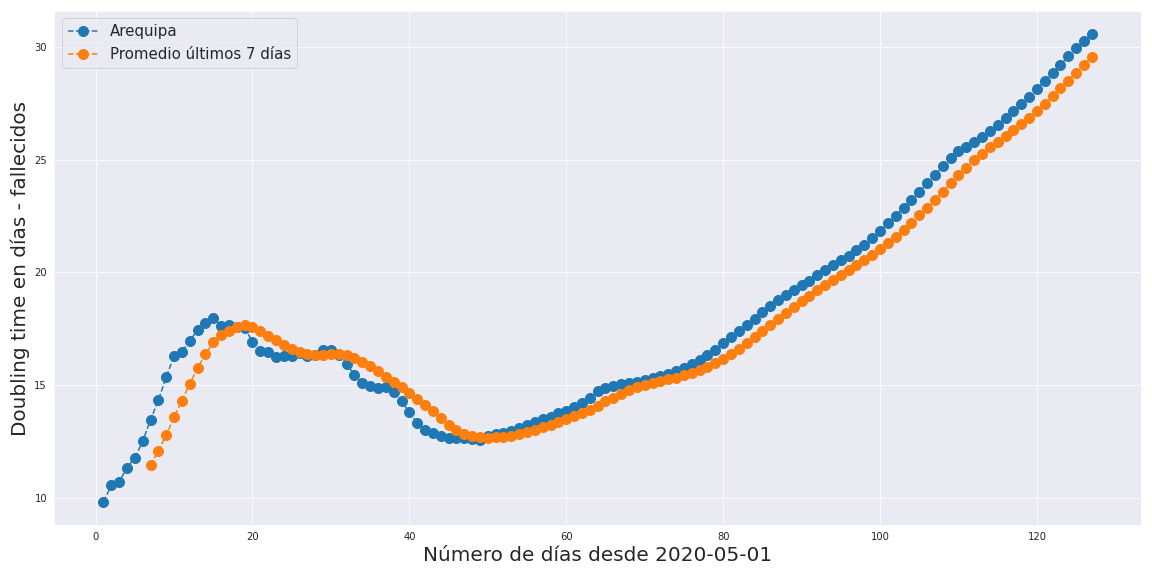 Arequipa
Promedio últimos 7 días
Doubling time en días - fallecidos
30
25
20
15
10
0 20 40 60 80 100 120
Número de días desde 2020-05-01